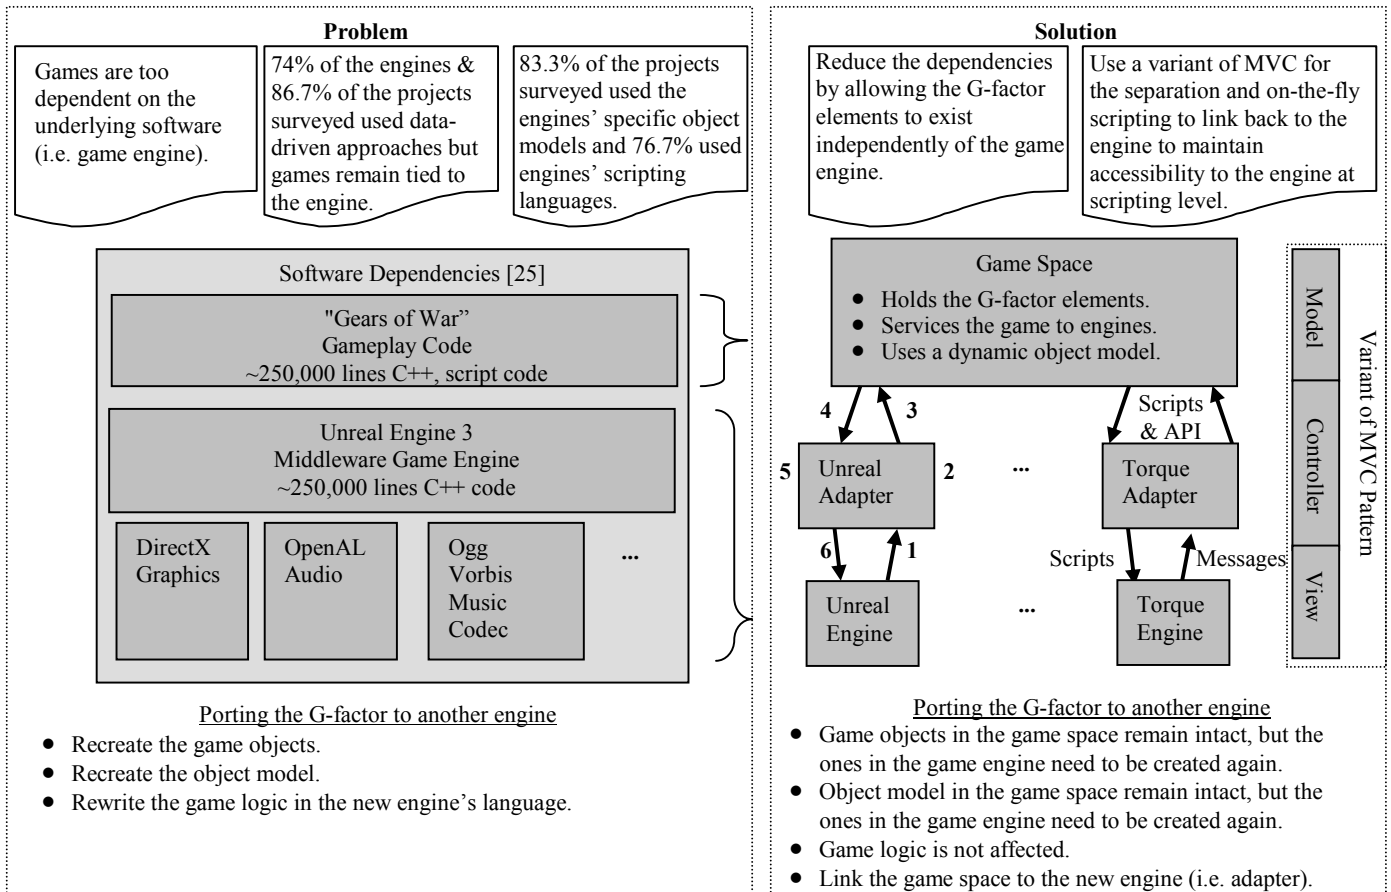 Problem
Games are too
dependent on the
underlying software
(i.e. game engine).
74% of the engines &
86.7% of the projects
surveyed used data-
driven approaches but
games remain tied to
the engine.
83.3% of the projects
surveyed used the
engines’ specific object
models and 76.7% used
engines’ scripting
languages.
Software Dependencies [25]
"Gears of War”
Gameplay Code
~250,000 lines C++, script code
Unreal Engine 3
Middleware Game Engine
~250,000 lines C++ code
DirectX
Graphics
OpenAL
Audio
Ogg
Vorbis
Music
Codec
...
Porting the G-factor to another engine
● Recreate the game objects.
● Recreate the object model.
● Rewrite the game logic in the new engine’s language.
Solution
Reduce the dependencies
by allowing the G-factor
elements to exist
independently of the game
engine.
Use a variant of MVC for
the separation and on-the-fly
scripting to link back to the
engine to maintain
accessibility to the engine at
scripting level.
Game Space
● Holds the G-factor elements.
● Services the game to engines.
● Uses a dynamic object model.
4
3
Scripts
& API
5
Unreal
Adapter
2
...
Torque
Adapter
6
1
Scripts
Messages
Unreal
Engine
...
Torque
Engine
Model
Controller
View
Variant of MVC Pattern
Porting the G-factor to another engine
● Game objects in the game space remain intact, but the
ones in the game engine need to be created again.
● Object model in the game space remain intact, but the
ones in the game engine need to be created again.
● Game logic is not affected.
● Link the game space to the new engine (i.e. adapter).